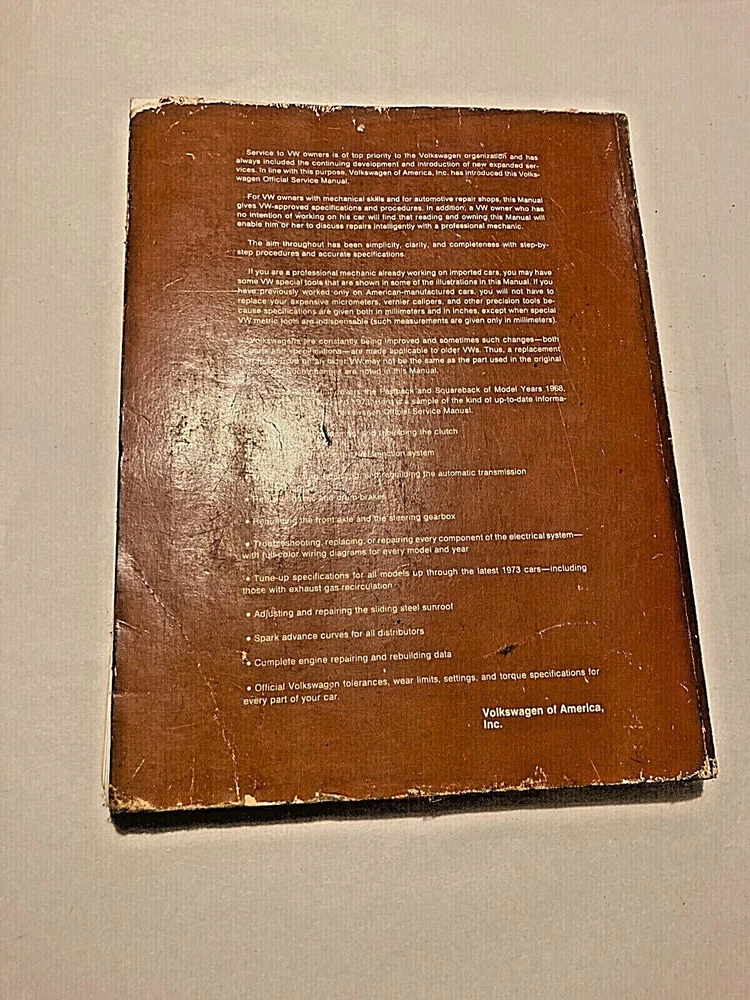 Service to VW owners is of top priority to the Volkswagen organization and has
always included the continuing development and introduction of new expanded ser-
vices. In line with this purpose, Volkswagen of America, Inc. has introduced this Volks-
wagen Official Service Manual.
For VW owners with mechanical skills and for automotive repair shops, this Manual
gives VW-approved specifications and procedures. In addition, a VW owner who has
no intention of working on his car will find that reading and owning this Manual will
enable him or her to discuss repairs intelligently with a professional mechanic.
The aim throughout has been simplicity, clarity, and completeness with step-by-
step procedures and accurate specifications.
If you are a professional mechanic already working on imported cars, you may have
some VW special tools that are shown in some of the illustrations in this Manual. If you
have previously worked only on American-manufactured cars, you will not have to
replace your expensive micrometers, vernier calipers, and other precision tools be-
cause specifications are given both in millimeters and in inches, except when special
VW metric tools are indispensable (such measurements are given only in millimeters).
Volkswagens are constantly being improved and sometimes such changes—both
are made applicable to older VWs. Thus, a replacement
older VW may not be the same as the part used in the original
such changes are noted in this Manual.
covers the Fastback and Squareback of Model Years 1968,
is a sample of the kind of up-to-date informa-
Volkswagen Official Service Manual.
rebuilding the clutch
injection system
rebuilding the automatic transmission
• and drum brakes
• Rebuilding the front axle and the steering gearbox
• Troubleshooting, replacing, or repairing every component of the electrical system—
with full-color wiring diagrams for every model and year
• Tune-up specifications for all models up through the latest 1973 cars—including
those with exhaust gas recirculation
• Adjusting and repairing the sliding steel sunroof
• Spark advance curves for all distributors
• Complete engine repairing and rebuilding data
• Official Volkswagen tolerances, wear limits, settings, and torque specifications for
every part of your car.
Volkswagen of America,
Inc.